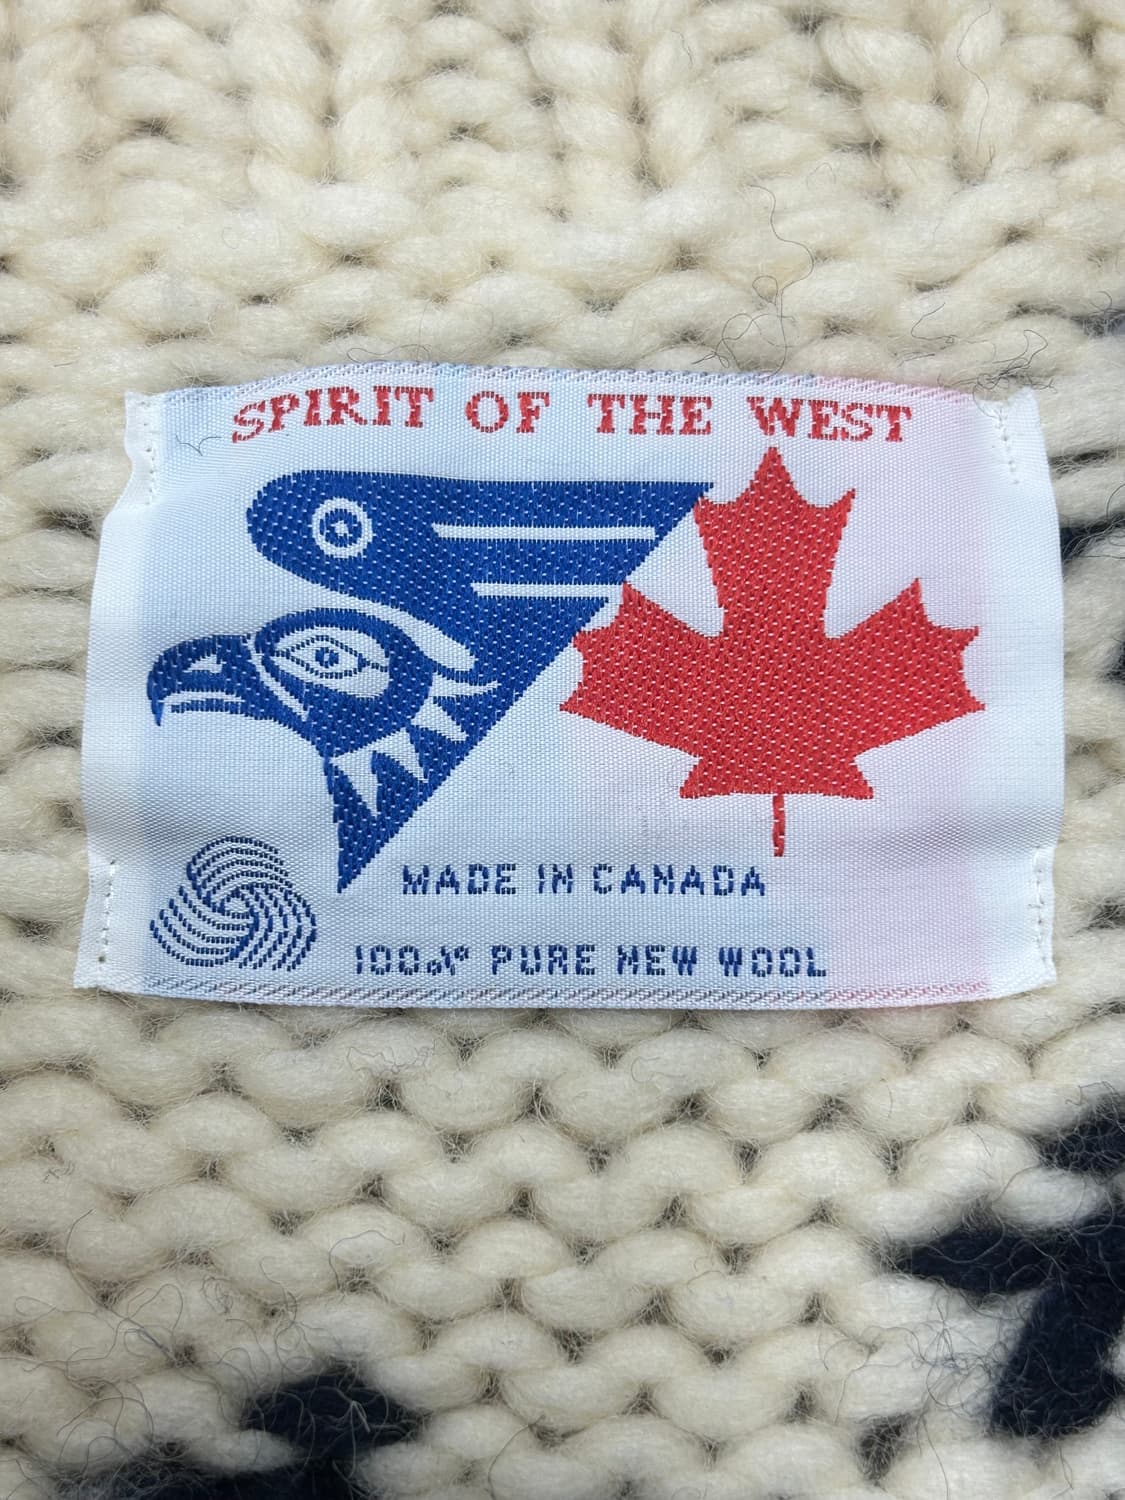 SPIRIT OF THE WEST
MADE IN CANADA
100% PURE NEW WOOL